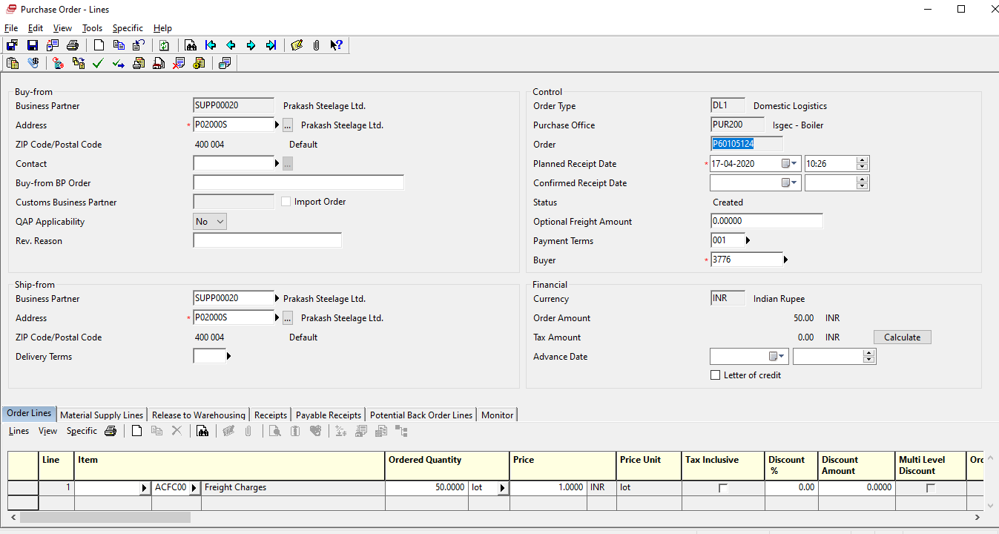 Purchase Order - Lines
File Edit View Tools Specific Help
Buy-from
Business Partner SUPP00020 Prakash Steelage Ltd.
Address * P02000S ... Prakash Steelage Ltd.
ZIP Code/Postal Code 400 004 Default
Contact ...
Buy-from BP Order
Customs Business Partner Import Order
QAP Applicability No
Rev. Reason
Control
Order Type DL1 Domestic Logistics
Purchase Office PUR200 Isgec - Boiler
Order P60105124
Planned Receipt Date * 17-04-2020 10:26
Confirmed Receipt Date
Status Created
Optional Freight Amount 0.00000
Payment Terms 001
Buyer * 3776
Ship-from
Business Partner SUPP00020 Prakash Steelage Ltd.
Address * P02000S ... Prakash Steelage Ltd.
ZIP Code/Postal Code 400 004 Default
Delivery Terms
Financial
Currency INR Indian Rupee
Order Amount 50.00 INR
Tax Amount 0.00 INR Calculate
Advance Date
Letter of credit
Order Lines Material Supply Lines Release to Warehousing Receipts Payable Receipts Potential Back Order Lines Monitor
Lines View Specific
Line Item Ordered Quantity Price Price Unit Tax Inclusive Discount % Discount Amount Multi Level Discount Orc
1 ACFC00 Freight Charges 50.0000 lot 1.0000 INR lot 0.00 0.0000